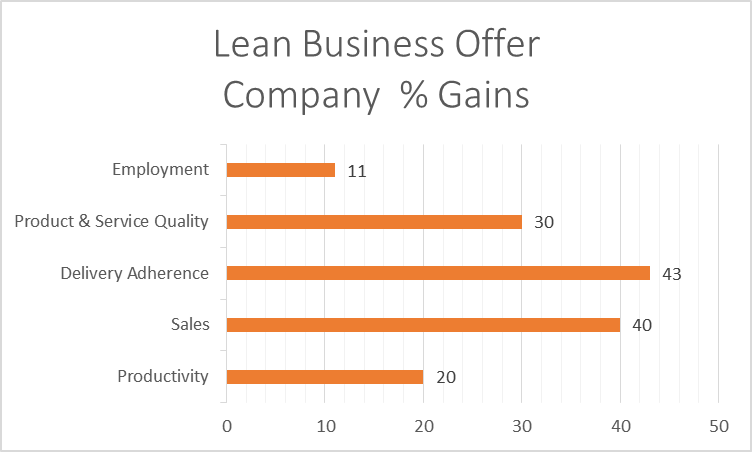 Lean Business Offer
Company  % Gains
Employment 11
Product & Service Quality 30
Delivery Adherence 43
Sales 40
Productivity 20
0 10 20 30 40 50